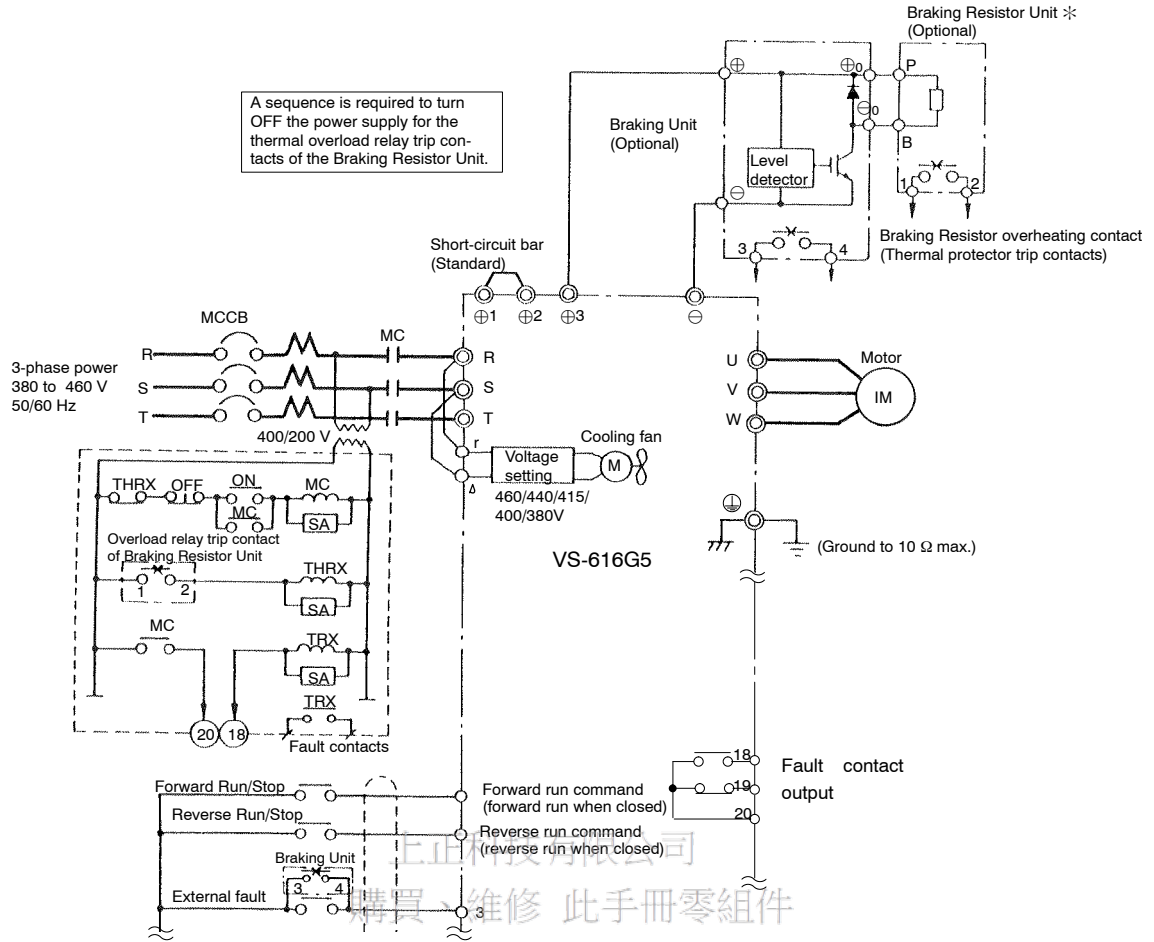 Braking Resistor Unit ＊
(Optional)
A sequence is required to turn
OFF the power supply for the
thermal overload relay trip con-
tacts of the Braking Resistor Unit.
Braking Unit
(Optional)
⊕
⊕0
P
⊖0
B
Level
detector
⊖
1
2
3
4
Braking Resistor overheating contact
(Thermal protector trip contacts)
Short-circuit bar
(Standard)
⊕1
⊕2
⊕3
⊖
MCCB
MC
3-phase power
380 to 460 V
50/60 Hz
R
S
T
R
S
T
U
V
W
Motor
IM
400/200 V
r
Voltage
setting
Cooling fan
M
460/440/415/
400/380V
THRX
OFF
ON
MC
MC
SA
Overload relay trip contact
of Braking Resistor Unit
1
2
THRX
SA
VS-616G5
(Ground to 10 Ω max.)
MC
TRX
SA
TRX
20
18
Fault contacts
Forward Run/Stop
Forward run command
(forward run when closed)
Reverse Run/Stop
Reverse run command
(reverse run when closed)
Braking Unit
3
4
External fault
3
18
19
20
Fault contact
output
上正科技有限公司
購買、維修 此手冊零組件